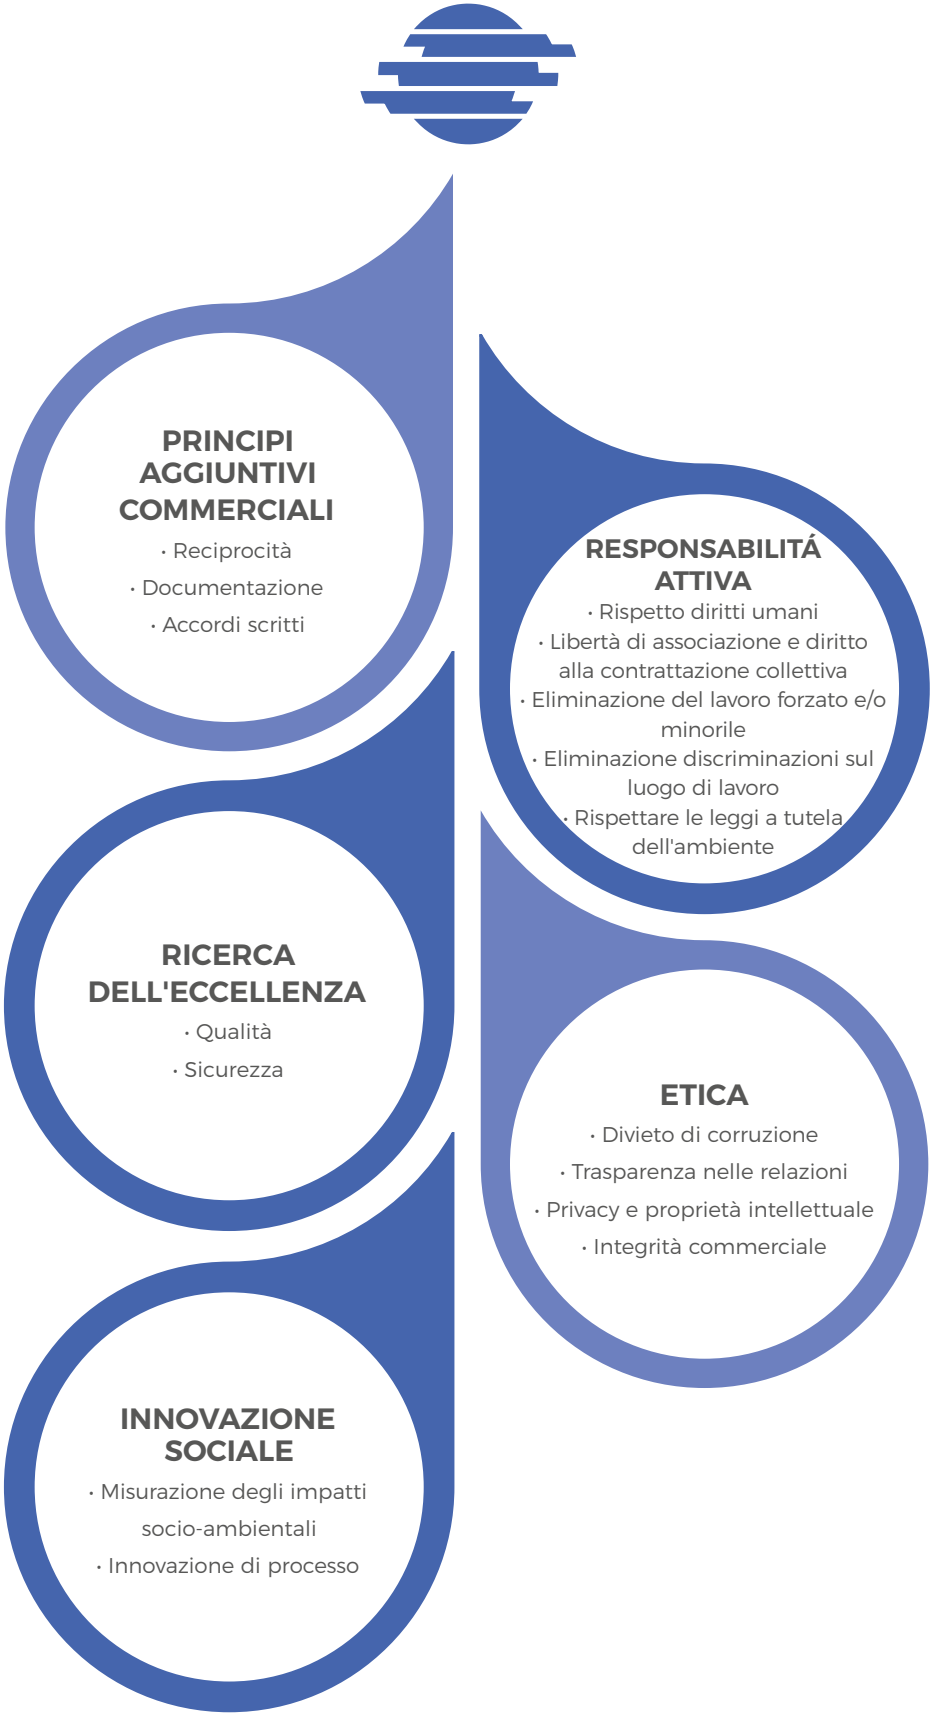 PRINCIPI
AGGIUNTIVI
COMMERCIALI
• Reciprocità
• Documentazione
• Accordi scritti
RESPONSABILITÁ
ATTIVA
• Rispetto diritti umani
• Libertà di associazione e diritto
alla contrattazione collettiva
• Eliminazione del lavoro forzato e/o
minorile
• Eliminazione discriminazioni sul
luogo di lavoro
• Rispettare le leggi a tutela
dell'ambiente
RICERCA
DELL'ECCELLENZA
• Qualità
• Sicurezza
ETICA
• Divieto di corruzione
• Trasparenza nelle relazioni
• Privacy e proprietà intellettuale
• Integrità commerciale
INNOVAZIONE
SOCIALE
• Misurazione degli impatti
socio-ambientali
• Innovazione di processo